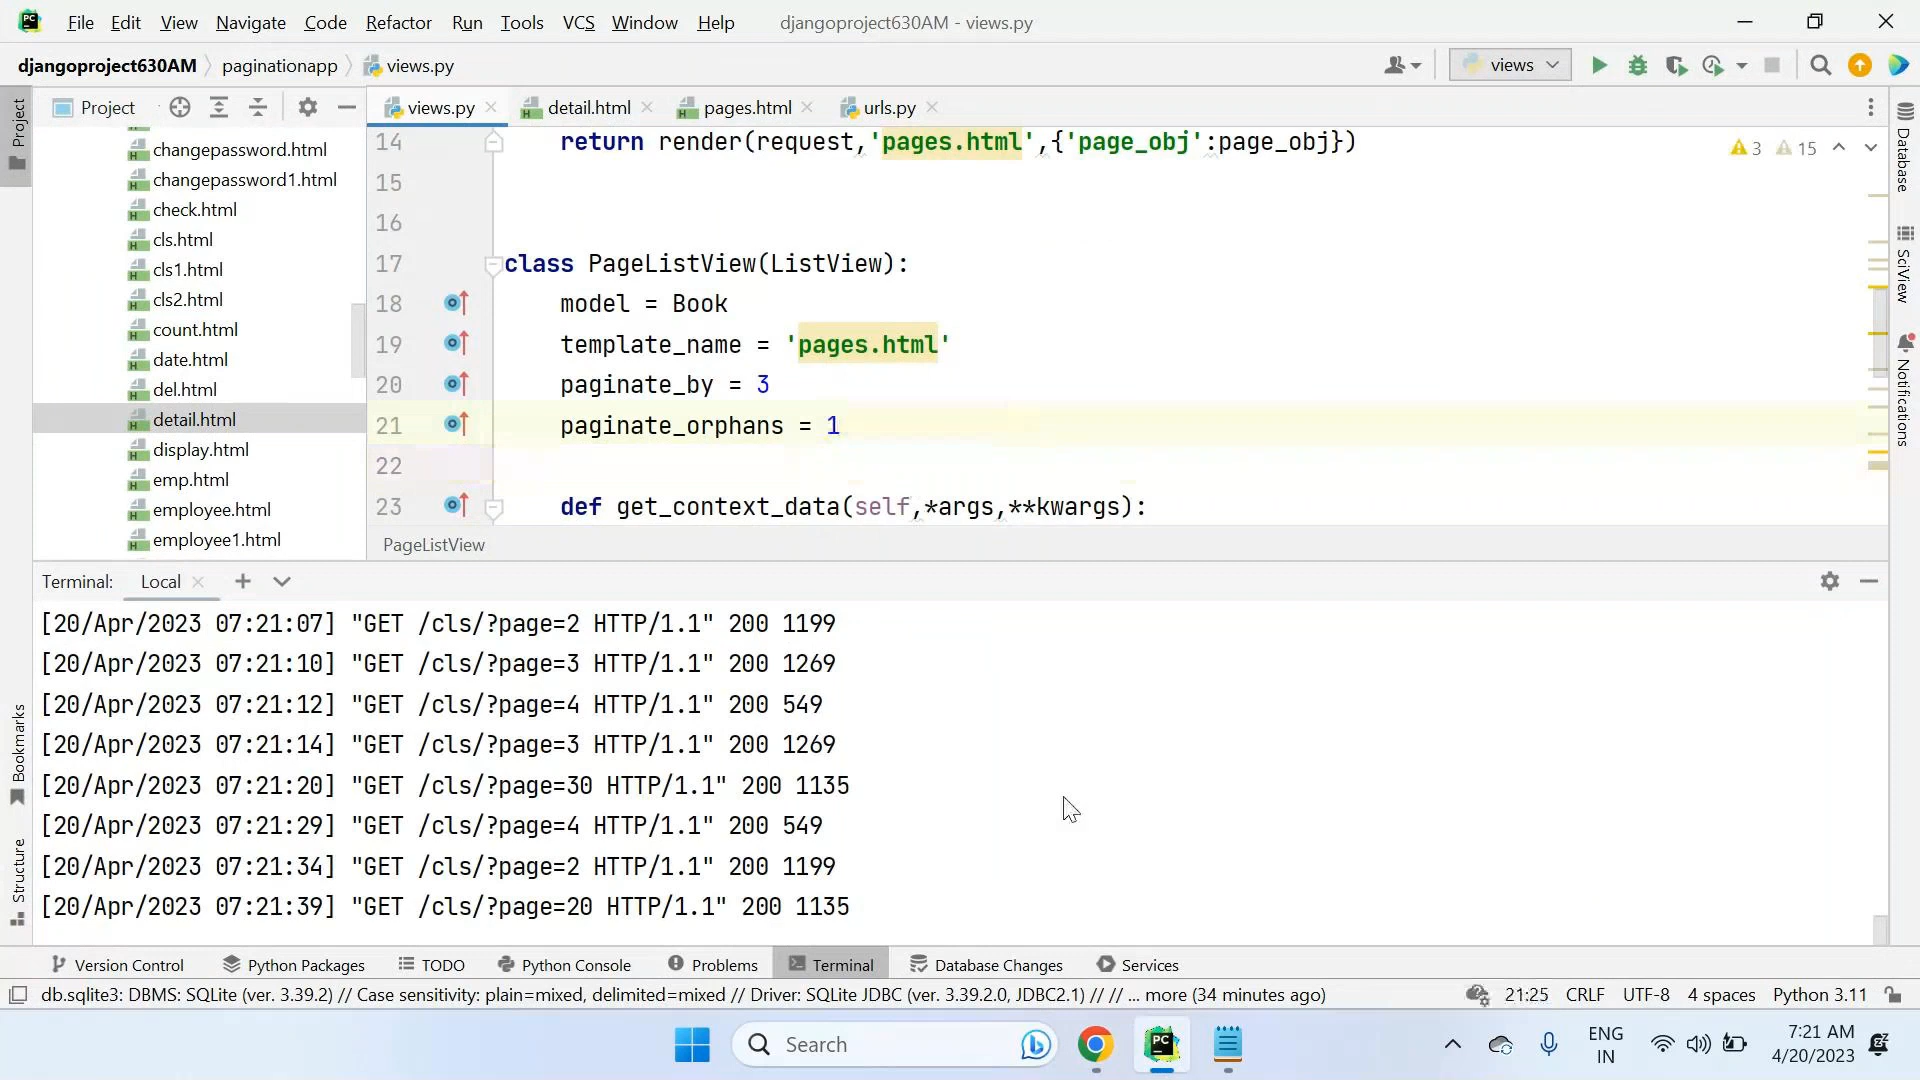 PC File Edit View Navigate Code Refactor Run Tools VCS Window Help djangoproject630AM - views.py
djangoproject630AM paginationapp views.py views
Project views.py detail.html pages.html urls.py
Project
Bookmarks
Structure
changepassword.html
changepassword1.html
check.html
cls.html
cls1.html
cls2.html
count.html
date.html
del.html
detail.html
display.html
emp.html
employee.html
employee1.html
14 return render(request,'pages.html',{'page_obj':page_obj})
15
16
17 class PageListView(ListView):
18 model = Book
19 template_name = 'pages.html'
20 paginate_by = 3
21 paginate_orphans = 1
22
23 def get_context_data(self,*args,**kwargs):
3 15
PageListView
Database
SciView
Notifications
Terminal: Local
[20/Apr/2023 07:21:07] "GET /cls/?page=2 HTTP/1.1" 200 1199
[20/Apr/2023 07:21:10] "GET /cls/?page=3 HTTP/1.1" 200 1269
[20/Apr/2023 07:21:12] "GET /cls/?page=4 HTTP/1.1" 200 549
[20/Apr/2023 07:21:14] "GET /cls/?page=3 HTTP/1.1" 200 1269
[20/Apr/2023 07:21:20] "GET /cls/?page=30 HTTP/1.1" 200 1135
[20/Apr/2023 07:21:29] "GET /cls/?page=4 HTTP/1.1" 200 549
[20/Apr/2023 07:21:34] "GET /cls/?page=2 HTTP/1.1" 200 1199
[20/Apr/2023 07:21:39] "GET /cls/?page=20 HTTP/1.1" 200 1135
Version Control Python Packages TODO Python Console Problems Terminal Database Changes Services
db.sqlite3: DBMS: SQLite (ver. 3.39.2) // Case sensitivity: plain=mixed, delimited=mixed // Driver: SQLite JDBC (ver. 3.39.2.0, JDBC2.1) // // ... more (34 minutes ago) 21:25 CRLF UTF-8 4 spaces Python 3.11
Search PC ENG IN 7:21 AM
4/20/2023